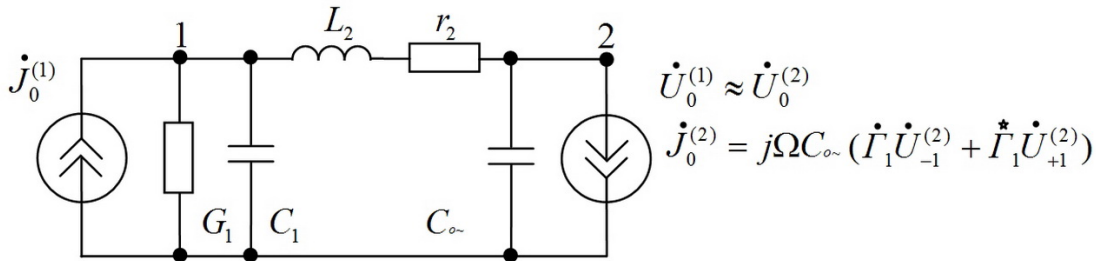 L₂ r₂
1 2
J̇₀⁽¹⁾
U̇₀⁽¹⁾ ≈ U̇₀⁽²⁾
J̇₀⁽²⁾ = jΩC₀~ (Γ̇₁U̇₋₁⁽²⁾ + Γ̽₁U̇₊₁⁽²⁾)
G₁ C₁ C₀~